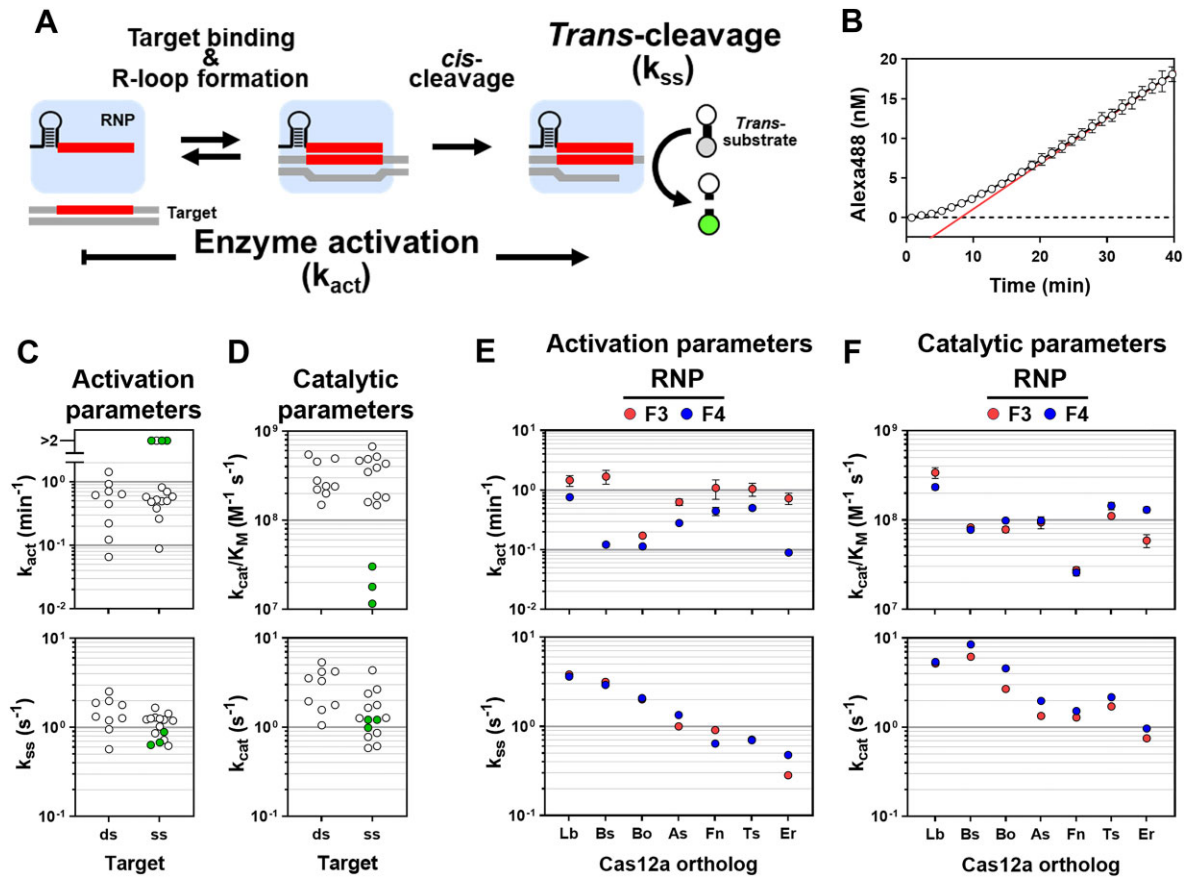 A
Target binding
&
R-loop formation
cis-
cleavage
Trans-cleavage
(kss)
RNP
Trans-
substrate
Target
Enzyme activation
(kact)
B
Alexa488 (nM)
20
15
10
5
0
0 10 20 30 40
Time (min)
C
Activation
parameters
kact (min-1)
>2
10^0
10^-1
10^-2
kss (s-1)
10^1
10^0
10^-1
ds ss
Target
D
Catalytic
parameters
kcat/KM (M-1 s-1)
10^9
10^8
10^7
kcat (s-1)
10^1
10^0
10^-1
ds ss
Target
E
Activation parameters
RNP
F3 F4
kact (min-1)
10^1
10^0
10^-1
10^-2
kss (s-1)
10^1
10^0
10^-1
Lb Bs Bo As Fn Ts Er
Cas12a ortholog
F
Catalytic parameters
RNP
F3 F4
kcat/KM (M-1 s-1)
10^9
10^8
10^7
kcat (s-1)
10^1
10^0
10^-1
Lb Bs Bo As Fn Ts Er
Cas12a ortholog